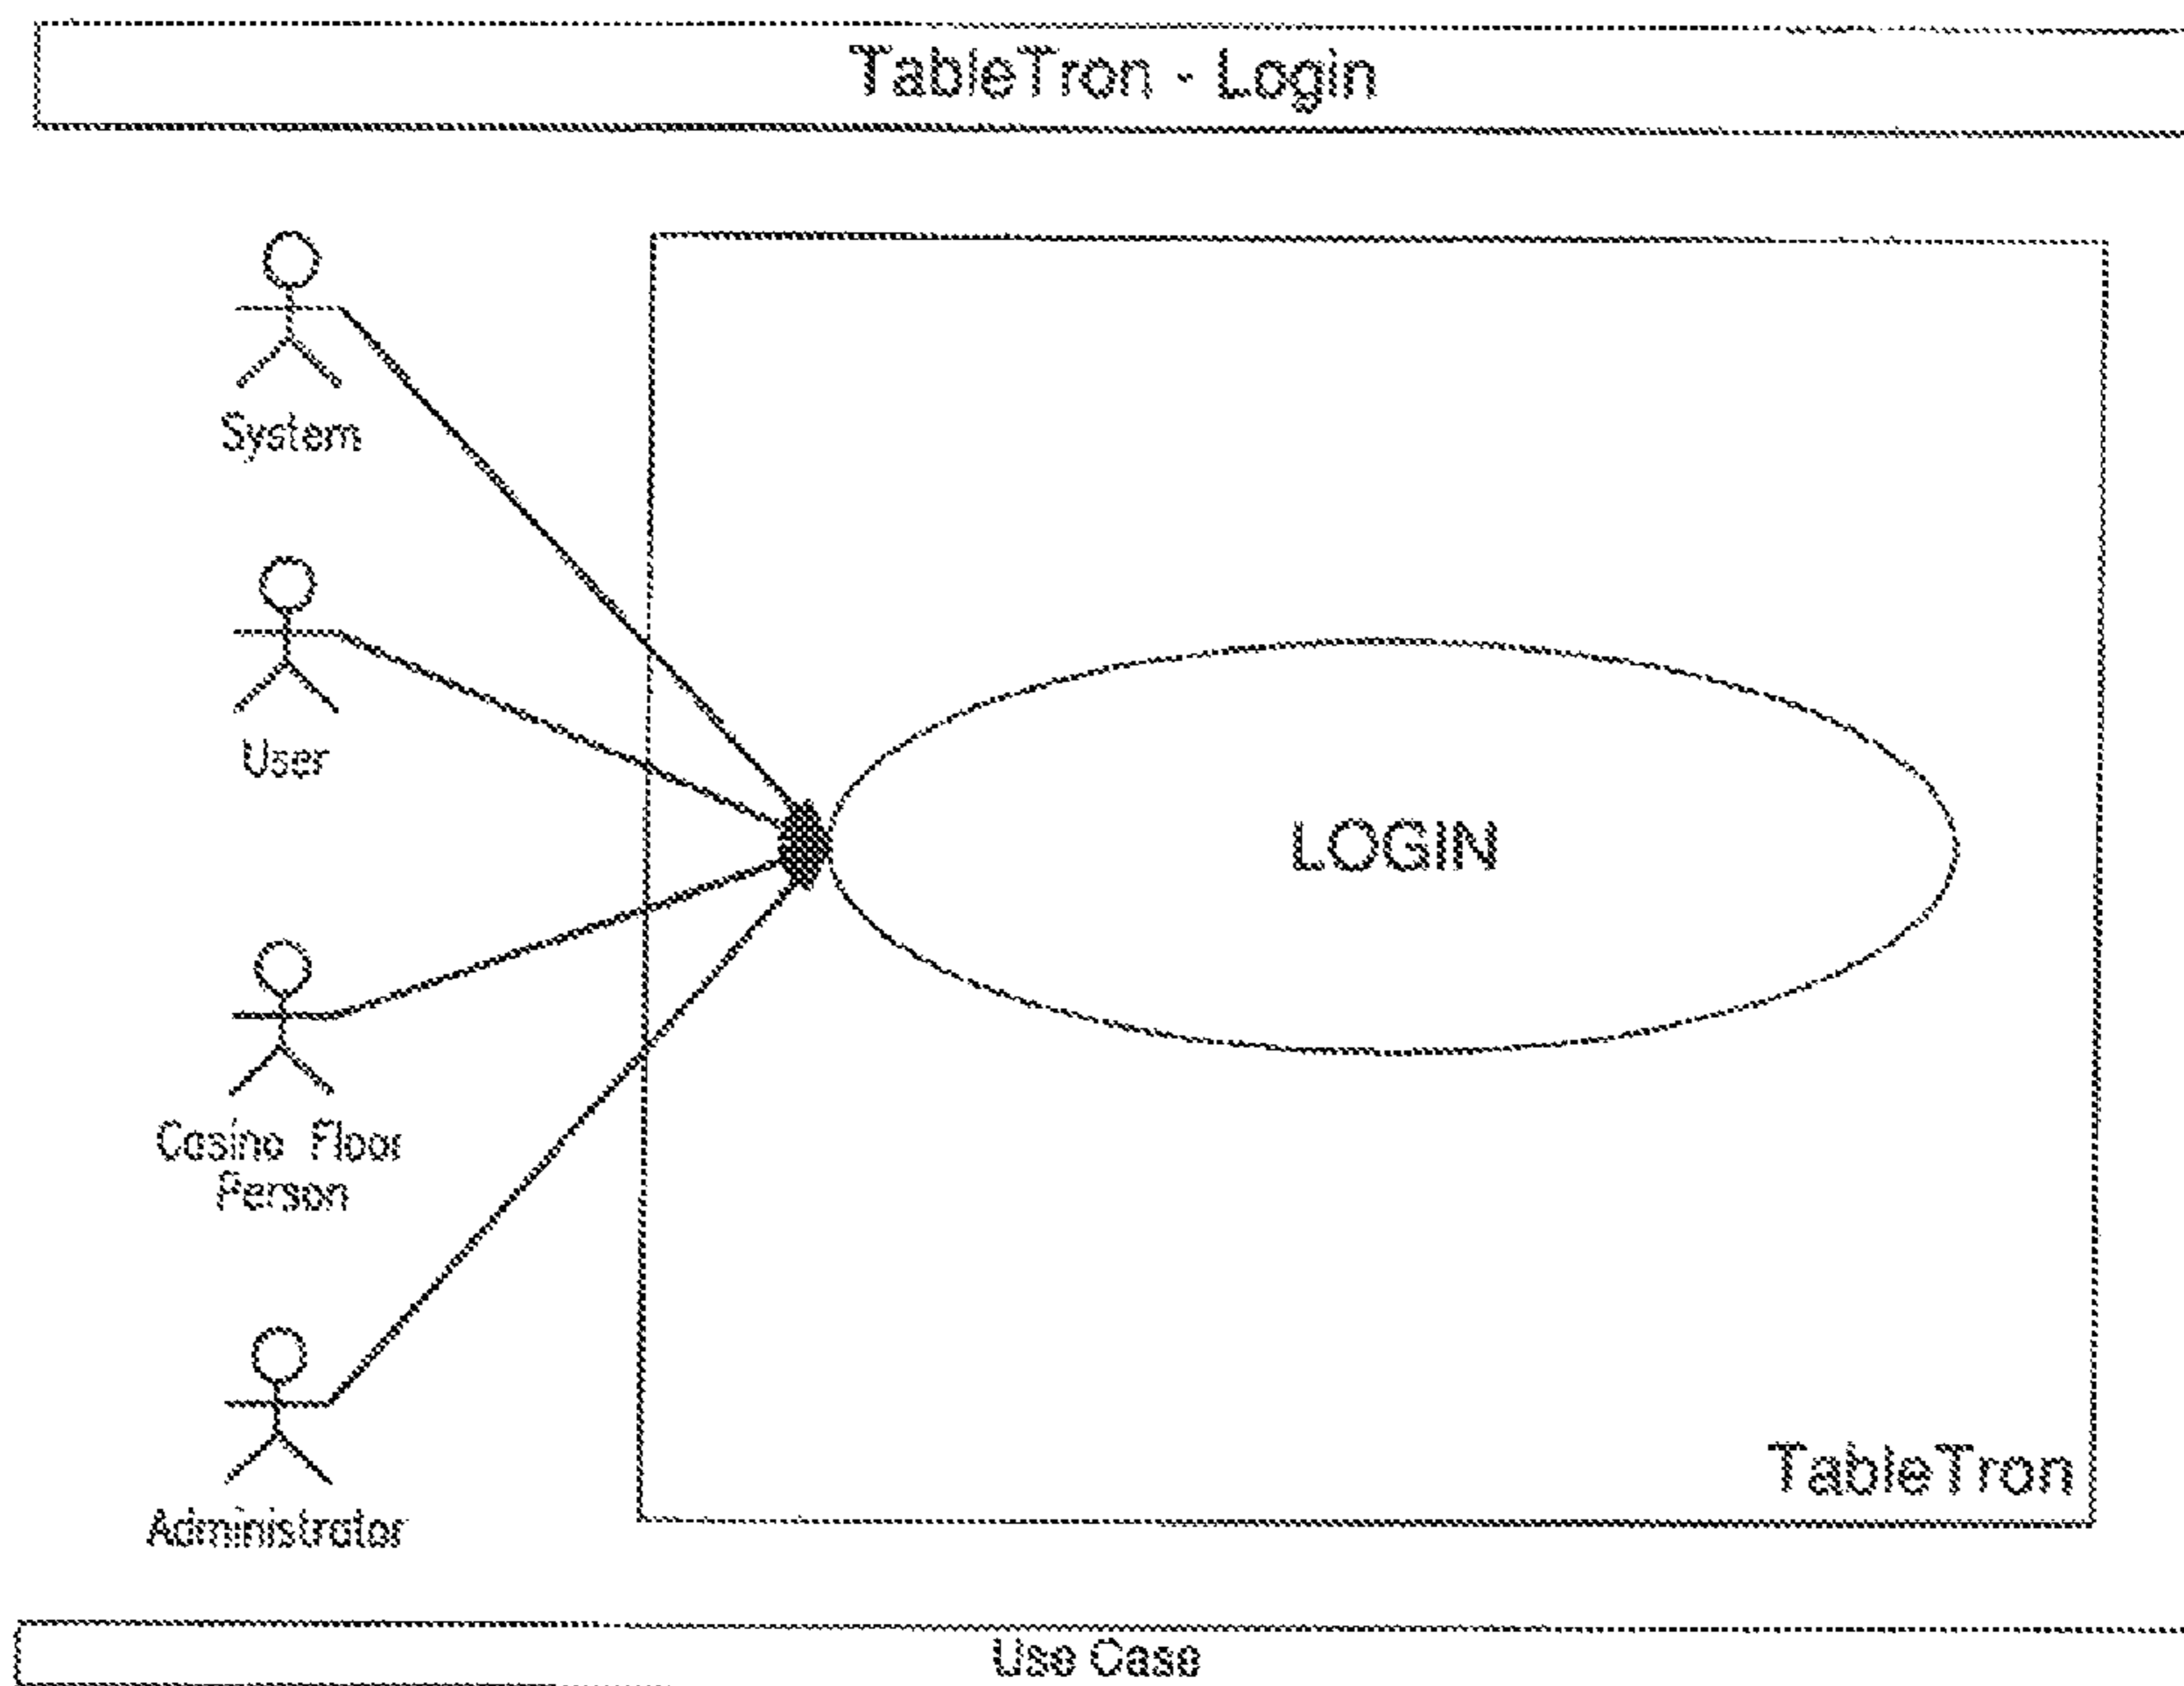 TableTron - Login
System
User
LOGIN
Casino Floor
Person
TableTron
Administrator
Use Case